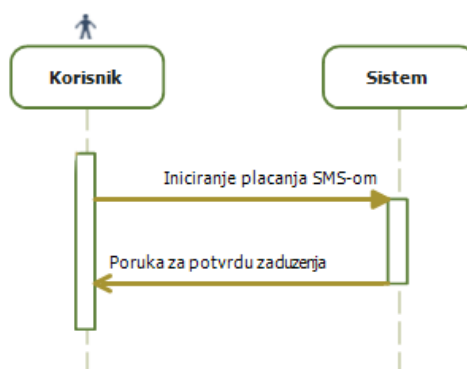 Korisnik
Sistem
Iniciranje placanja SMS-om
Poruka za potvrdu zaduzenja